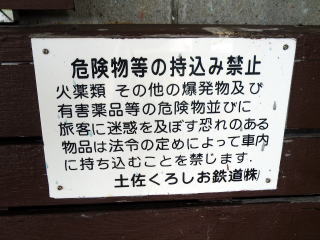 危険物等の持込み禁止
火薬類 その他の爆発物及び
有害薬品等の危険物並びに
旅客に迷惑を及ぼす恐れのある
物品は法令の定めによって車内
に持ち込むことを禁じます.
土佐くろしお鉄道㈱